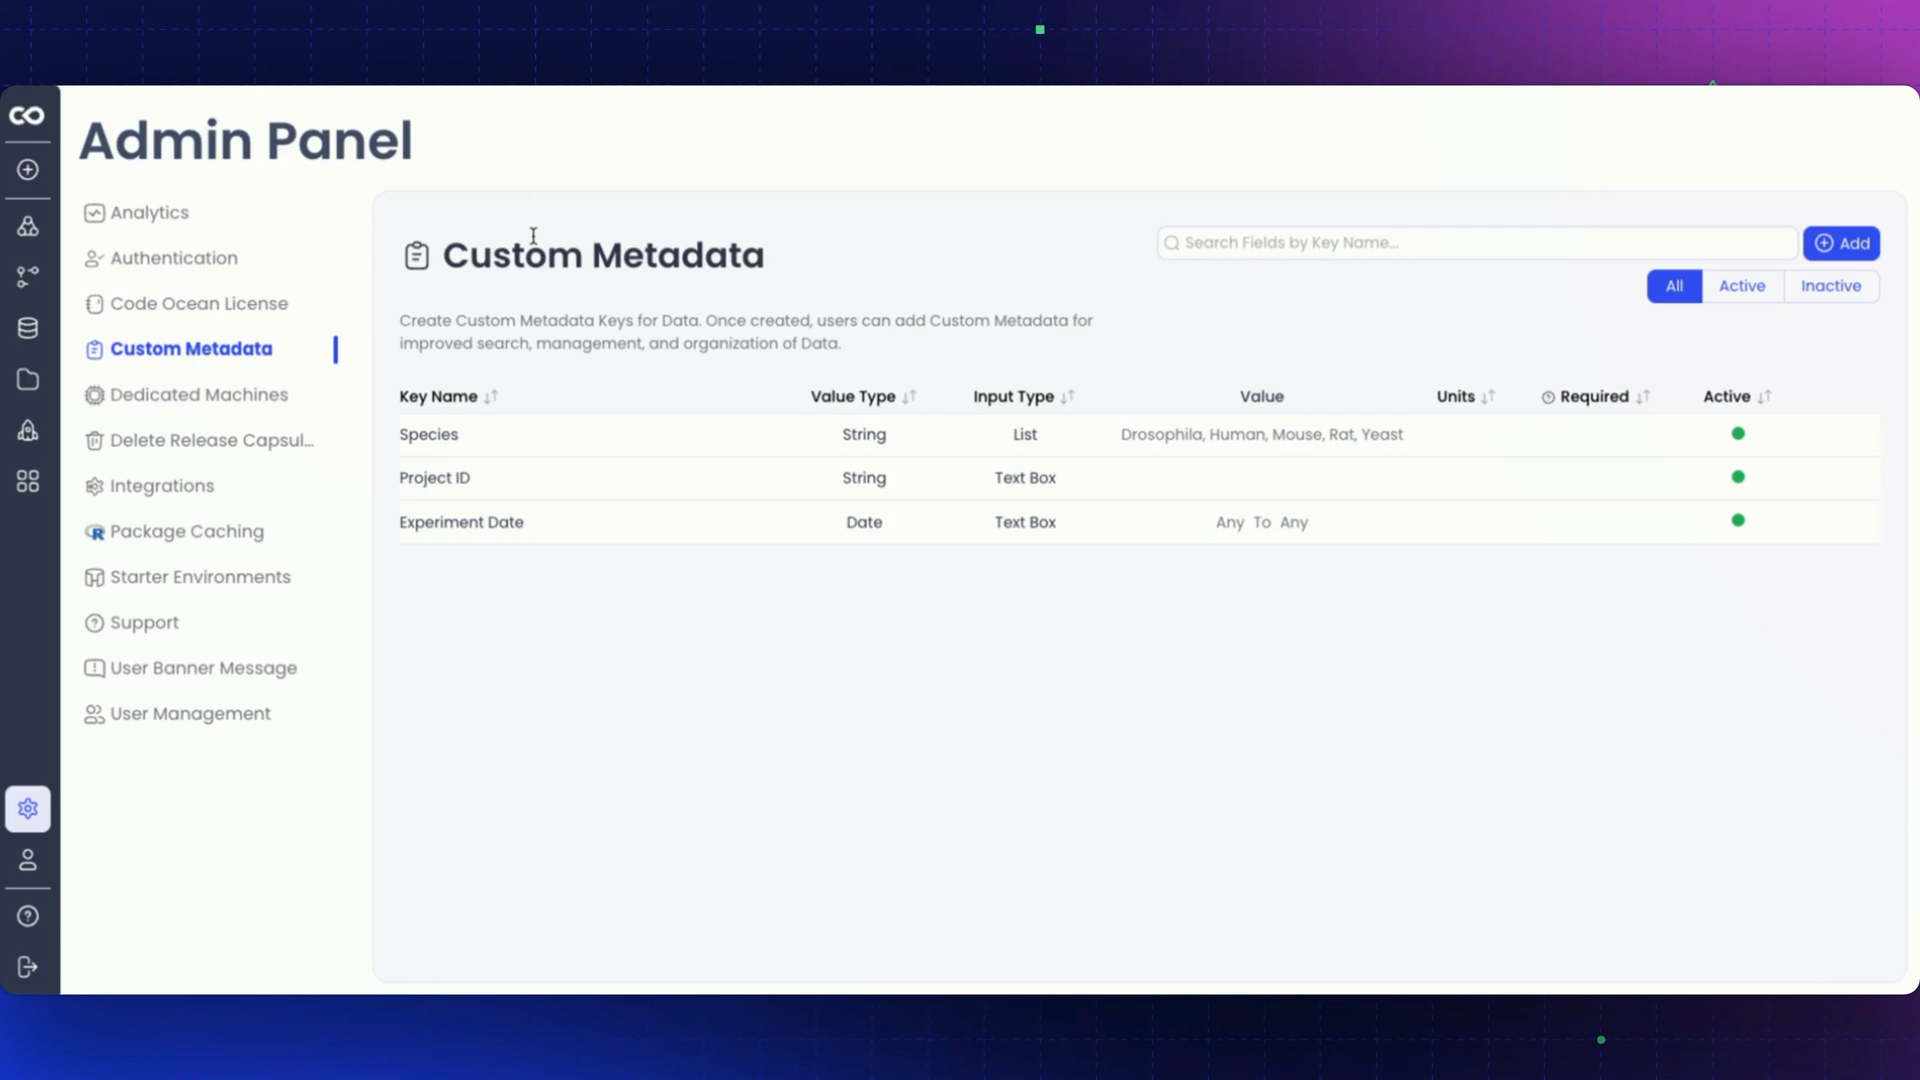 Admin Panel
Analytics
Authentication
Code Ocean License
Custom Metadata
Dedicated Machines
Delete Release Capsul...
Integrations
Package Caching
Starter Environments
Support
User Banner Message
User Management
Custom Metadata
Search Fields by Key Name...
Add
All Active Inactive
Create Custom Metadata Keys for Data. Once created, users can add Custom Metadata for
improved search, management, and organization of Data.
Key Name Value Type Input Type Value Units Required Active
Species String List Drosophila, Human, Mouse, Rat, Yeast
Project ID String Text Box
Experiment Date Date Text Box Any To Any